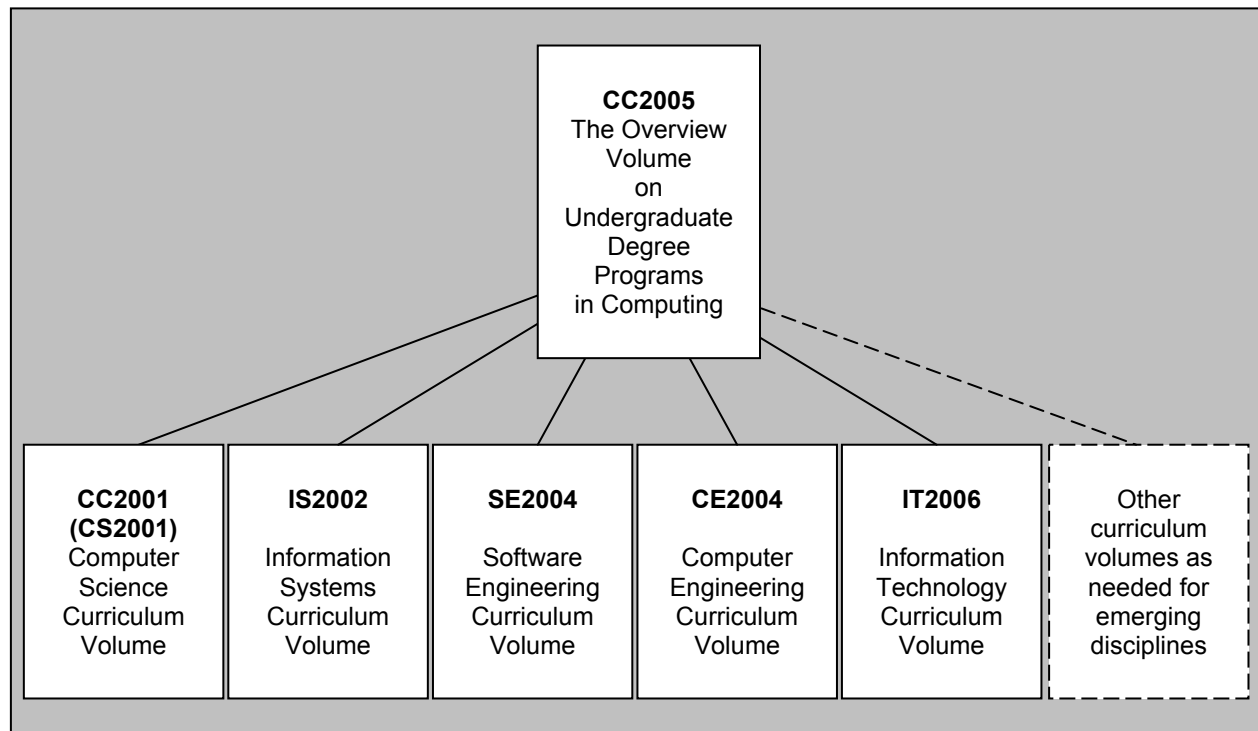 CC2005
The Overview
Volume
on
Undergraduate
Degree
Programs
in Computing
CC2001
(CS2001)
Computer
Science
Curriculum
Volume
IS2002
Information
Systems
Curriculum
Volume
SE2004
Software
Engineering
Curriculum
Volume
CE2004
Computer
Engineering
Curriculum
Volume
IT2006
Information
Technology
Curriculum
Volume
Other
curriculum
volumes as
needed for
emerging
disciplines